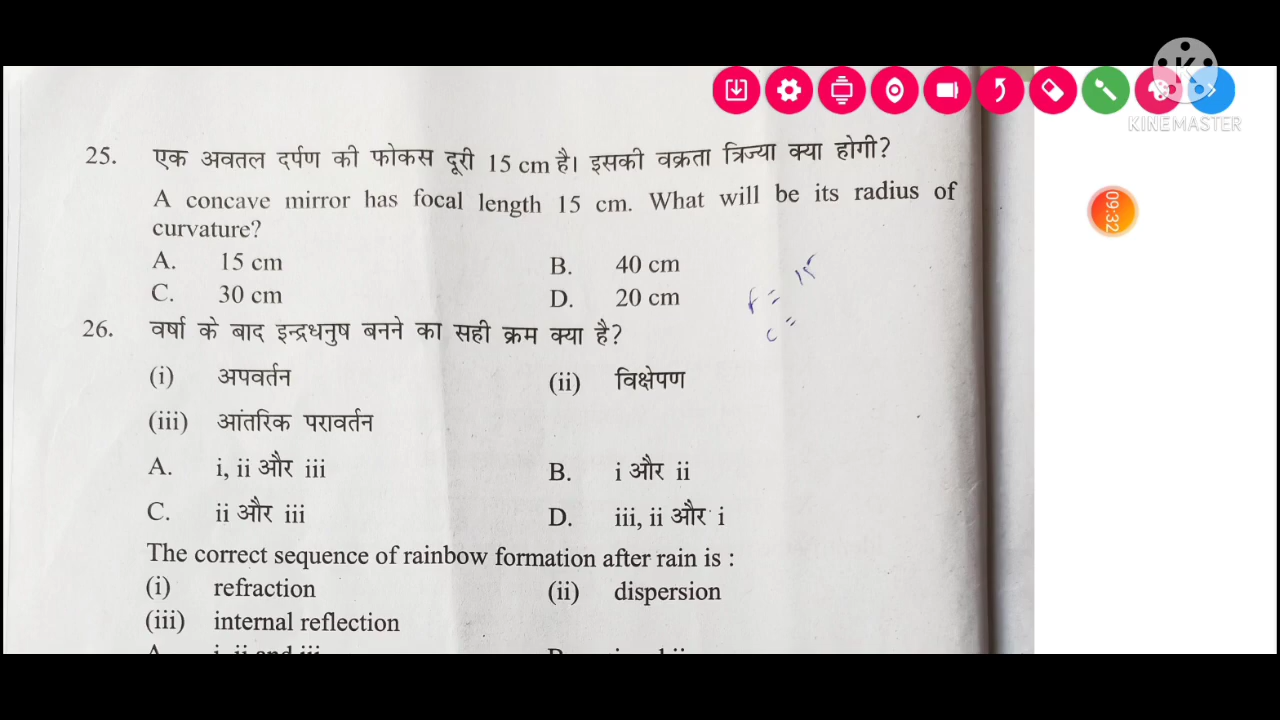 KINEMASTER
09:32
25. एक अवतल दर्पण की फोकस दूरी 15 cm है। इसकी वक्रता त्रिज्या क्या होगी?
A concave mirror has focal length 15 cm. What will be its radius of
curvature?
A. 15 cm B. 40 cm
C. 30 cm D. 20 cm
f = 15
c =
26. वर्षा के बाद इन्द्रधनुष बनने का सही क्रम क्या है?
(i) अपवर्तन (ii) विक्षेपण
(iii) आंतरिक परावर्तन
A. i, ii और iii B. i और ii
C. ii और iii D. iii, ii और i
The correct sequence of rainbow formation after rain is :
(i) refraction (ii) dispersion
(iii) internal reflection